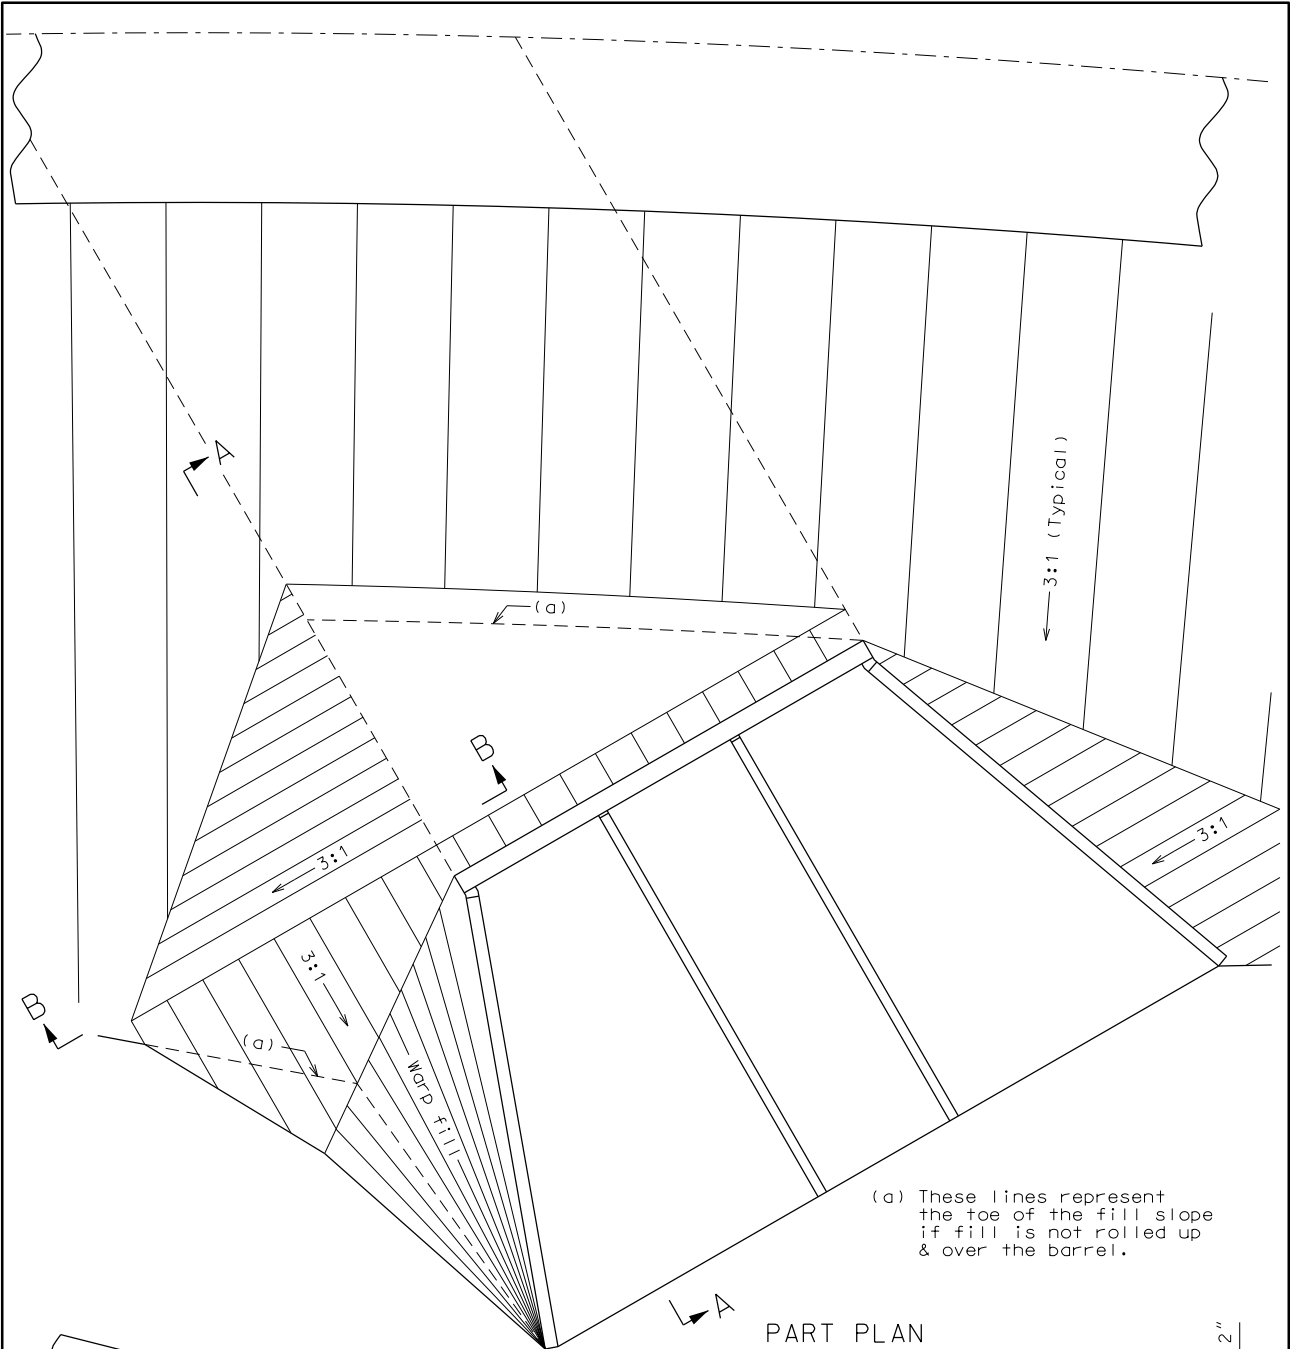 A
3:1 (Typical)
(a)
B
3:1
3:1
3:1
B
(a)
Warp fill
(a) These lines represent
the toe of the fill slope
if fill is not rolled up
& over the barrel.
A
PART PLAN
2"